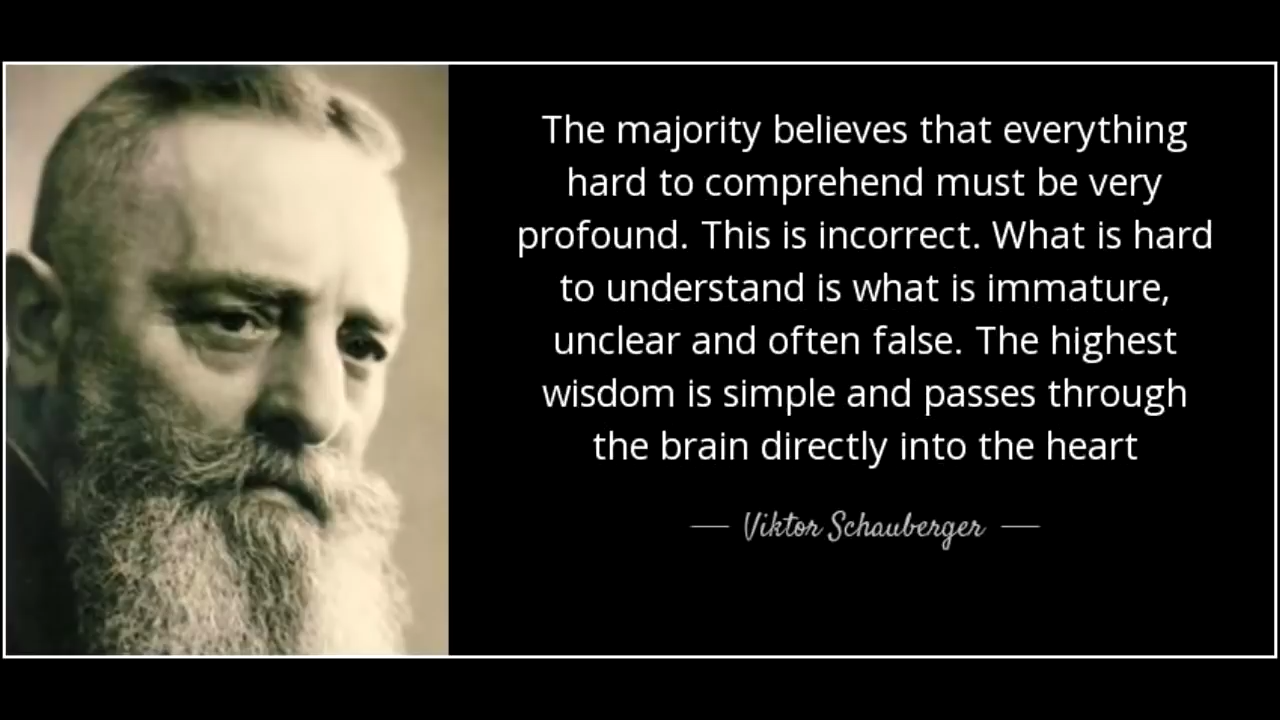 The majority believes that everything
hard to comprehend must be very
profound. This is incorrect. What is hard
to understand is what is immature,
unclear and often false. The highest
wisdom is simple and passes through
the brain directly into the heart
Viktor Schauberger